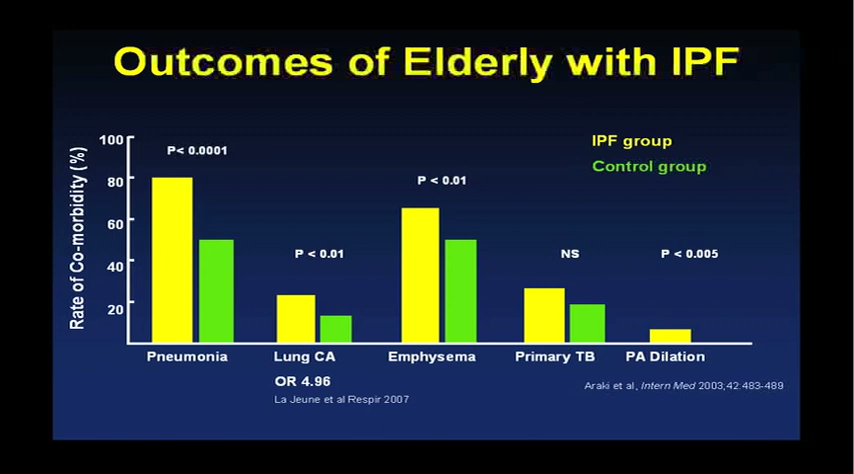 Outcomes of Elderly with IPF
Rate of Co-morbidity (%)
100
80
60
40
20
P< 0.0001
P < 0.01
P < 0.01
NS
P < 0.005
IPF group
Control group
Pneumonia
Lung CA
Emphysema
Primary TB
PA Dilation
OR 4.96
La Jeune et al Respir 2007
Araki et al, Intern Med 2003;42:483-489